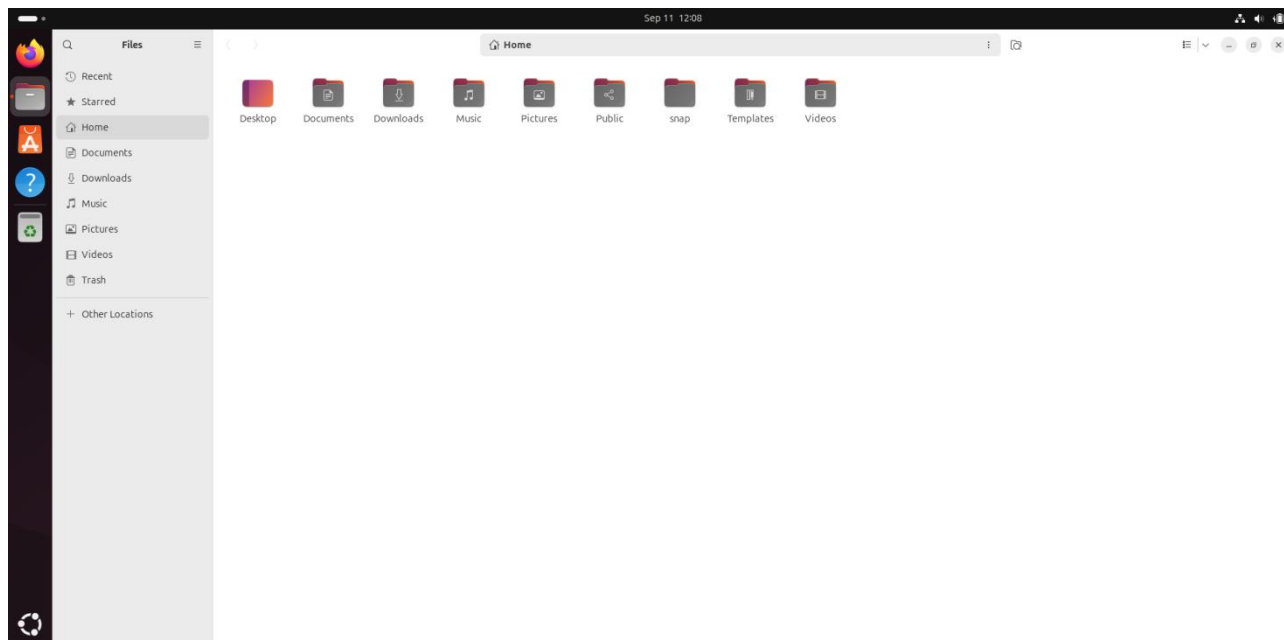 Sep 11 12:08
Files
Home
Recent
Starred
Home
Documents
Downloads
Music
Pictures
Videos
Trash
Other Locations
Desktop Documents Downloads Music Pictures Public snap Templates Videos